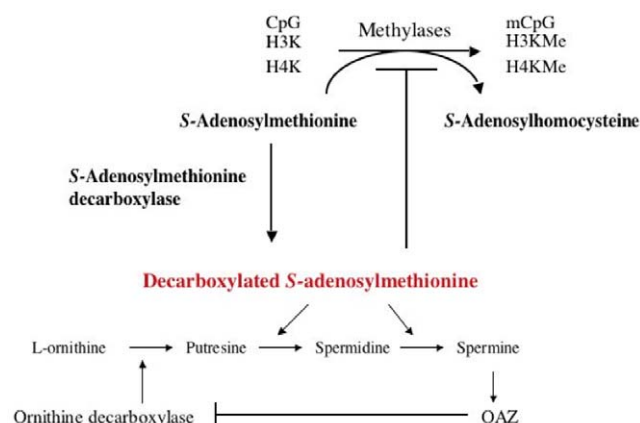 CpG
H3K
H4K
Methylases
mCpG
H3KMe
H4KMe
S-Adenosylmethionine
S-Adenosylhomocysteine
S-Adenosylmethionine
decarboxylase
Decarboxylated S-adenosylmethionine
L-ornithine
Putresine
Spermidine
Spermine
Ornithine decarboxylase
OAZ